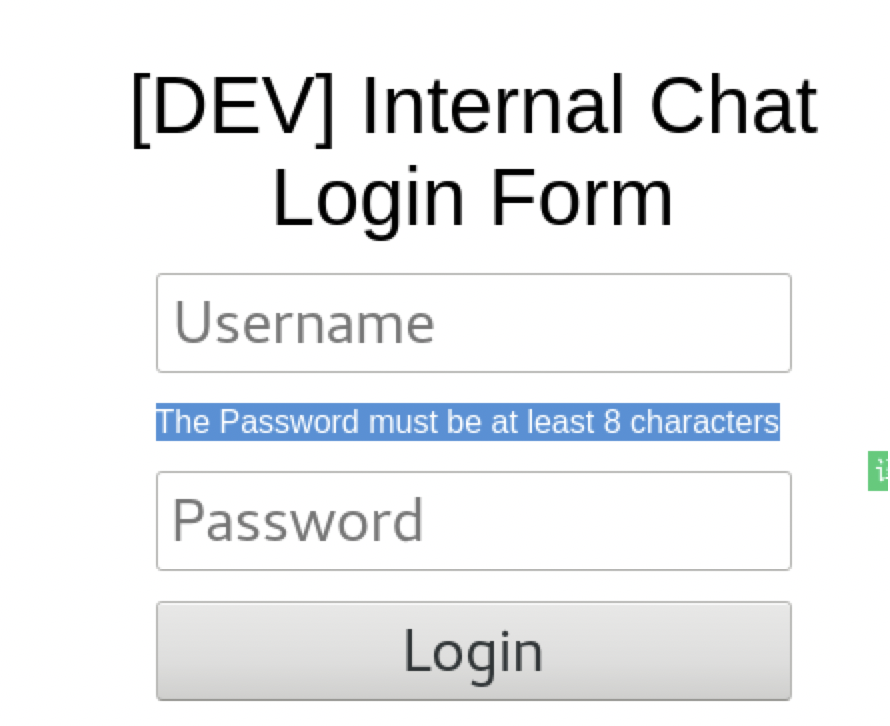 [DEV] Internal Chat
Login Form
Username
The Password must be at least 8 characters
Password
Login